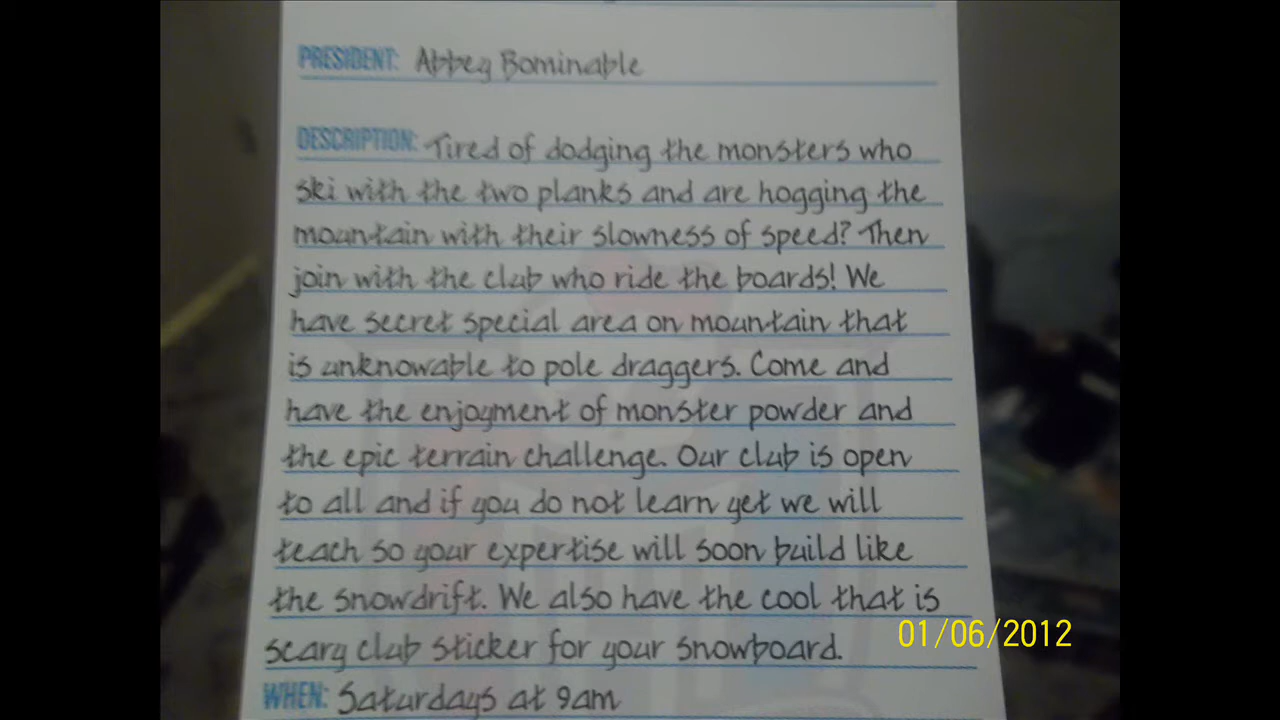 PRESIDENT: Abbey Bominable
DESCRIPTION: Tired of dodging the monsters who
ski with the two planks and are hogging the
mountain with their slowness of speed? Then
join with the club who ride the boards! We
have secret special area on mountain that
is unknowable to pole draggers. Come and
have the enjoyment of monster powder and
the epic terrain challenge. Our club is open
to all and if you do not learn yet we will
teach so your expertise will soon build like
the snowdrift. We also have the cool that is
scary club sticker for your snowboard.
WHEN: Saturdays at 9am
01/06/2012